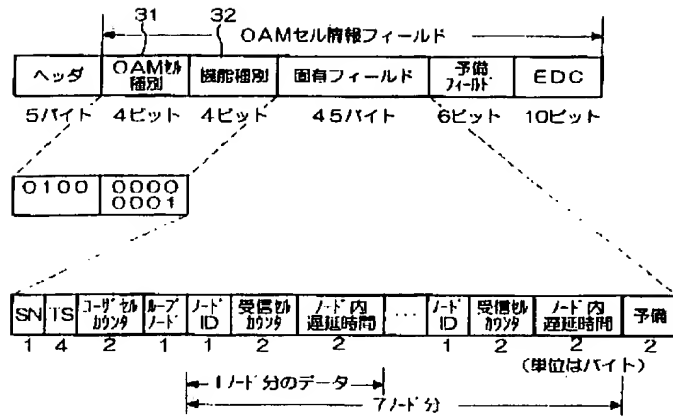 31
32
OAMセル情報フィールド
ヘッダ
OAMセル
種別
機能種別
固有フィールド
予備
フィールド
EDC
5バイト
4ビット
4ビット
45バイト
6ビット
10ビット
0100
0000
0001
SN
TS
ユーザセル
カウンタ
ループ
ノード
ノード
ID
受信セル
カウンタ
ノード内
遅延時間
...
ノード
ID
受信セル
カウンタ
ノード内
遅延時間
予備
1
4
2
1
1
2
2
1
2
2
2
(単位はバイト)
1ノード分のデータ
7ノード分